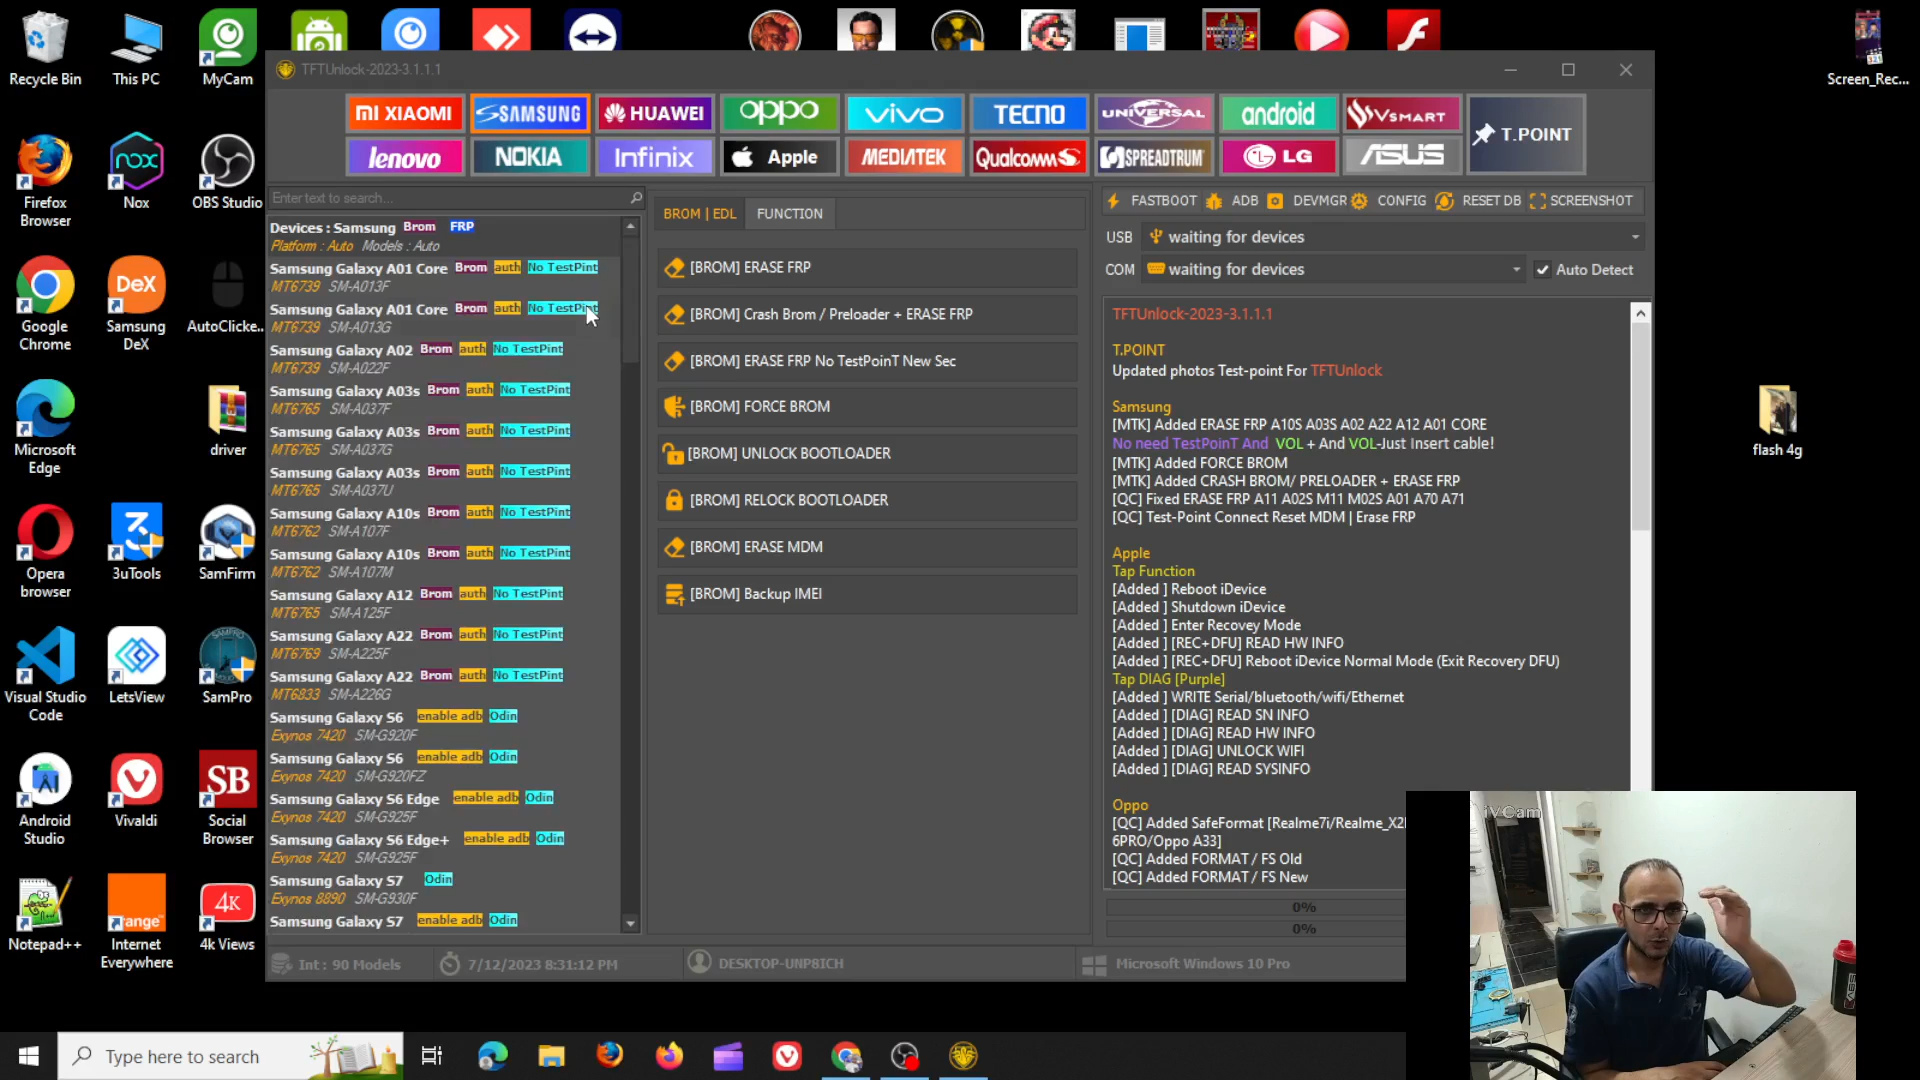 Recycle Bin
This PC
MyCam
Screen_Rec...
TFTUnlock-2023-3.1.1.1
MI XIAOMI
SAMSUNG
HUAWEI
oppo
vivo
TECNO
UNIVERSAL
android
VSMART
T.POINT
lenovo
NOKIA
Infinix
Apple
MEDIATEK
Qualcomm
SPREADTRUM
LG
ASUS
Firefox Browser
Nox
OBS Studio
Google Chrome
DeX
Samsung DeX
AutoClicke...
Microsoft Edge
driver
Opera browser
3uTools
SamFirm
Visual Studio Code
LetsView
SamPro
Android Studio
Vivaldi
SB
Social Browser
Notepad++
orange
Internet Everywhere
4K
4k Views
flash 4g
Enter text to search...
Devices : Samsung Brom FRP
Platform : Auto Models : Auto
Samsung Galaxy A01 Core Brom auth No TestPint
MT6739 SM-A013F
Samsung Galaxy A01 Core Brom auth No TestPint
MT6739 SM-A013G
Samsung Galaxy A02 Brom auth No TestPint
MT6739 SM-A022F
Samsung Galaxy A03s Brom auth No TestPint
MT6765 SM-A037F
Samsung Galaxy A03s Brom auth No TestPint
MT6765 SM-A037G
Samsung Galaxy A03s Brom auth No TestPint
MT6765 SM-A037U
Samsung Galaxy A10s Brom auth No TestPint
MT6762 SM-A107F
Samsung Galaxy A10s Brom auth No TestPint
MT6762 SM-A107M
Samsung Galaxy A12 Brom auth No TestPint
MT6765 SM-A125F
Samsung Galaxy A22 Brom auth No TestPint
MT6769 SM-A225F
Samsung Galaxy A22 Brom auth No TestPint
MT6833 SM-A226G
Samsung Galaxy S6 enable adb Odin
Exynos 7420 SM-G920F
Samsung Galaxy S6 enable adb Odin
Exynos 7420 SM-G920FZ
Samsung Galaxy S6 Edge enable adb Odin
Exynos 7420 SM-G925F
Samsung Galaxy S6 Edge+ enable adb Odin
Exynos 7420 SM-G925F
Samsung Galaxy S7 Odin
Exynos 8890 SM-G930F
Samsung Galaxy S7 enable adb Odin
BROM | EDL
FUNCTION
[BROM] ERASE FRP
[BROM] Crash Brom / Preloader + ERASE FRP
[BROM] ERASE FRP No TestPoinT New Sec
[BROM] FORCE BROM
[BROM] UNLOCK BOOTLOADER
[BROM] RELOCK BOOTLOADER
[BROM] ERASE MDM
[BROM] Backup IMEI
FASTBOOT
ADB
DEVMGR
CONFIG
RESET DB
SCREENSHOT
USB waiting for devices
COM waiting for devices
Auto Detect
TFTUnlock-2023-3.1.1.1
T.POINT
Updated photos Test-point For TFTUnlock
Samsung
[MTK] Added ERASE FRP A10S A03S A02 A22 A12 A01 CORE
No need TestPoinT And VOL + And VOL-Just Insert cable!
[MTK] Added FORCE BROM
[MTK] Added CRASH BROM/ PRELOADER + ERASE FRP
[QC] Fixed ERASE FRP A11 A02S M11 M02S A01 A70 A71
[QC] Test-Point Connect Reset MDM | Erase FRP
Apple
Tap Function
[Added ] Reboot iDevice
[Added ] Shutdown iDevice
[Added ] Enter Recovey Mode
[Added ] [REC+DFU] READ HW INFO
[Added ] [REC+DFU] Reboot iDevice Normal Mode (Exit Recovery DFU)
Tap DIAG [Purple]
[Added ] WRITE Serial/bluetooth/wifi/Ethernet
[Added ] [DIAG] READ SN INFO
[Added ] [DIAG] READ HW INFO
[Added ] [DIAG] UNLOCK WIFI
[Added ] [DIAG] READ SYSINFO
Oppo
[QC] Added SafeFormat [Realme7i/Realme_X2
6PRO/Oppo A33]
[QC] Added FORMAT / FS Old
[QC] Added FORMAT / FS New
0%
0%
iVCam
Int : 90 Models
7/12/2023 8:31:12 PM
DESKTOP-UNP8ICH
Microsoft Windows 10 Pro
Type here to search